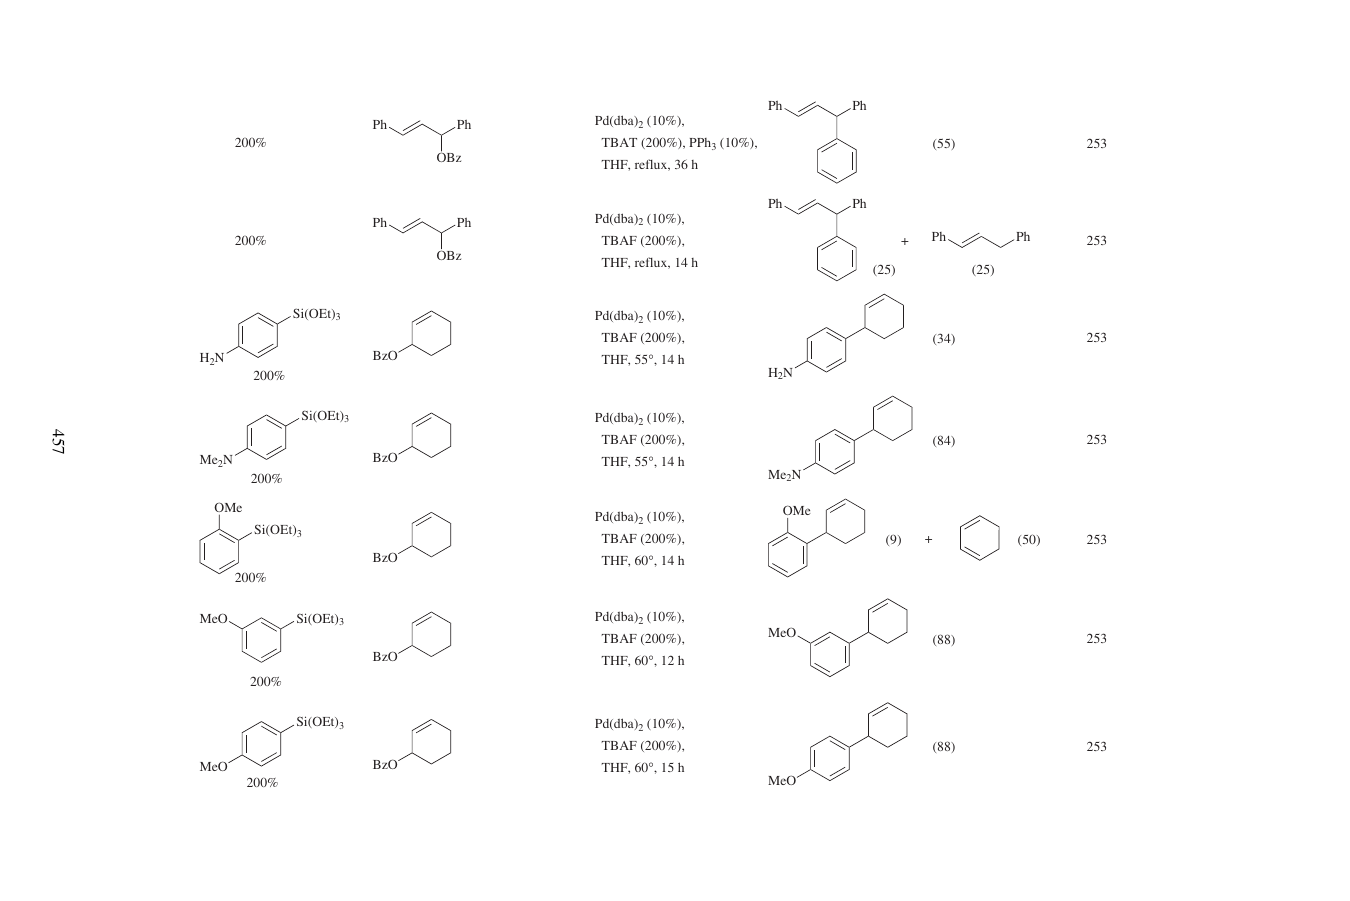 Ph Ph
OBz
200%
Pd(dba)2 (10%),
TBAT (200%), PPh3 (10%),
THF, reflux, 36 h
Ph Ph
(55)
253
Ph Ph
OBz
200%
Pd(dba)2 (10%),
TBAF (200%),
THF, reflux, 14 h
Ph Ph
(25)
+
Ph Ph
(25)
253
Si(OEt)3
H2N
200%
BzO
Pd(dba)2 (10%),
TBAF (200%),
THF, 55°, 14 h
H2N
(34)
253
Si(OEt)3
Me2N
200%
BzO
Pd(dba)2 (10%),
TBAF (200%),
THF, 55°, 14 h
Me2N
(84)
253
457
OMe
Si(OEt)3
200%
BzO
Pd(dba)2 (10%),
TBAF (200%),
THF, 60°, 14 h
OMe
(9)
+
(50)
253
MeO
Si(OEt)3
200%
BzO
Pd(dba)2 (10%),
TBAF (200%),
THF, 60°, 12 h
MeO
(88)
253
Si(OEt)3
MeO
200%
BzO
Pd(dba)2 (10%),
TBAF (200%),
THF, 60°, 15 h
MeO
(88)
253